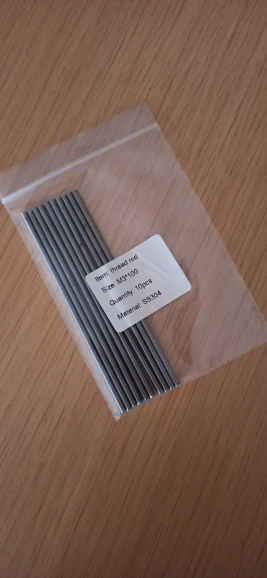 Item: thread rod
Size: M3*100
Quantity: 10pcs
Material: SS304